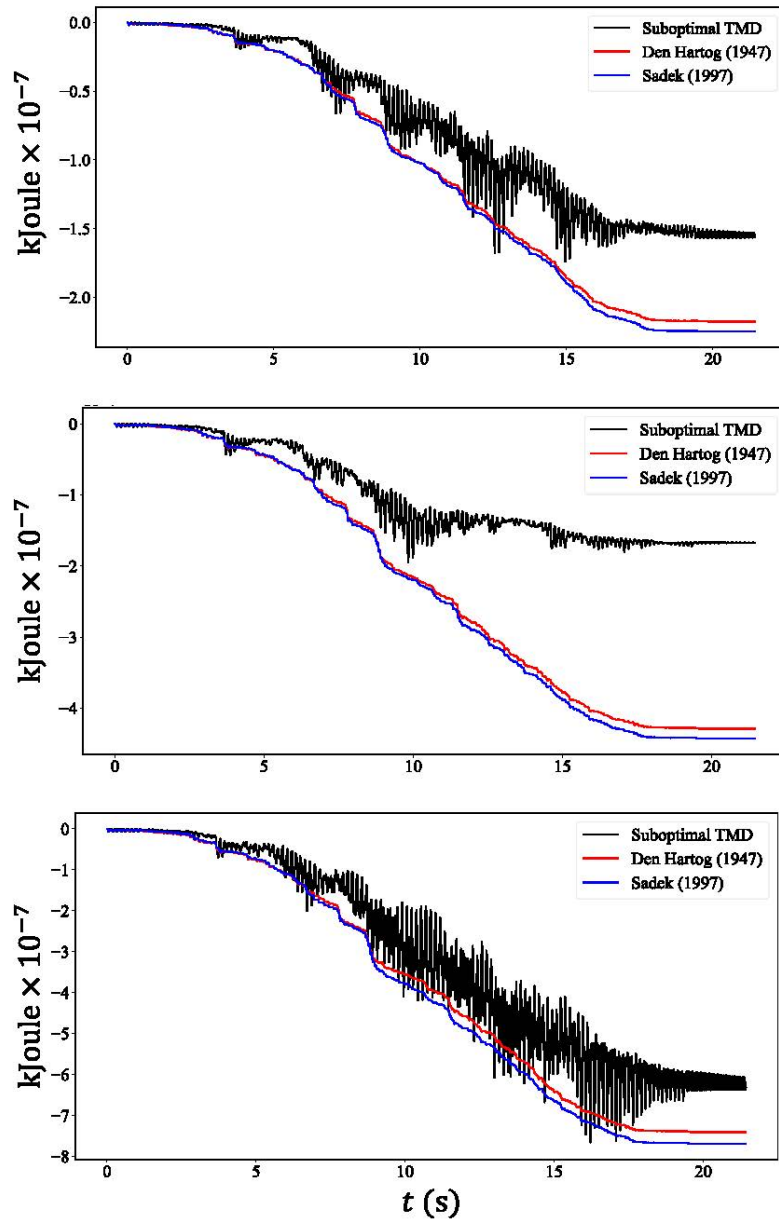 kJoule × 10⁻⁷
0.0
−0.5
−1.0
−1.5
−2.0
Suboptimal TMD
Den Hartog (1947)
Sadek (1997)
0 5 10 15 20
kJoule × 10⁻⁷
0
−1
−2
−3
−4
Suboptimal TMD
Den Hartog (1947)
Sadek (1997)
0 5 10 15 20
kJoule × 10⁻⁷
0
−1
−2
−3
−4
−5
−6
−7
−8
Suboptimal TMD
Den Hartog (1947)
Sadek (1997)
0 5 10 15 20
t (s)